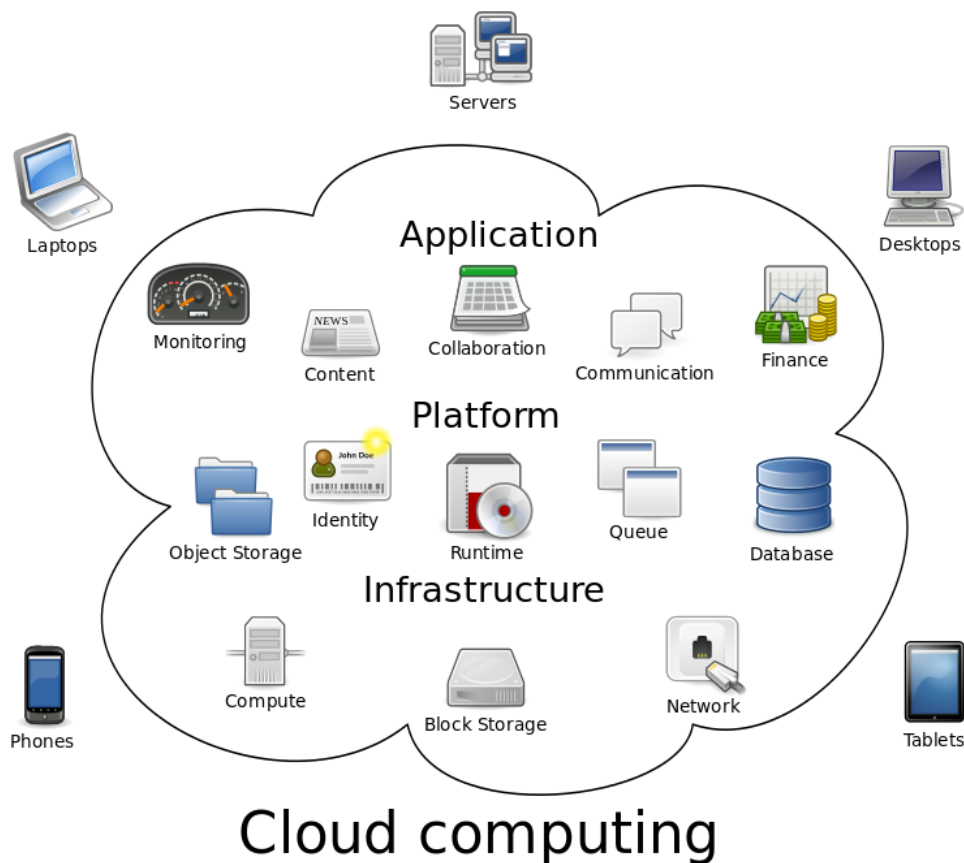 Servers
Laptops
Desktops
Application
Monitoring
NEWS
Content
Collaboration
Communication
Finance
Platform
John Doe
Object Storage
Identity
Runtime
Queue
Database
Infrastructure
Compute
Block Storage
Network
Phones
Tablets
Cloud computing